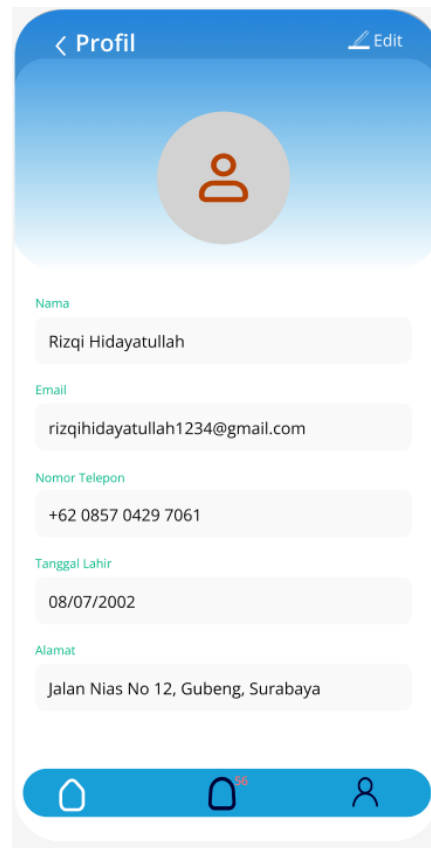 Profil
Edit
Nama
Rizqi Hidayatullah
Email
rizqihidayatullah1234@gmail.com
Nomor Telepon
+62 0857 0429 7061
Tanggal Lahir
08/07/2002
Alamat
Jalan Nias No 12, Gubeng, Surabaya
56